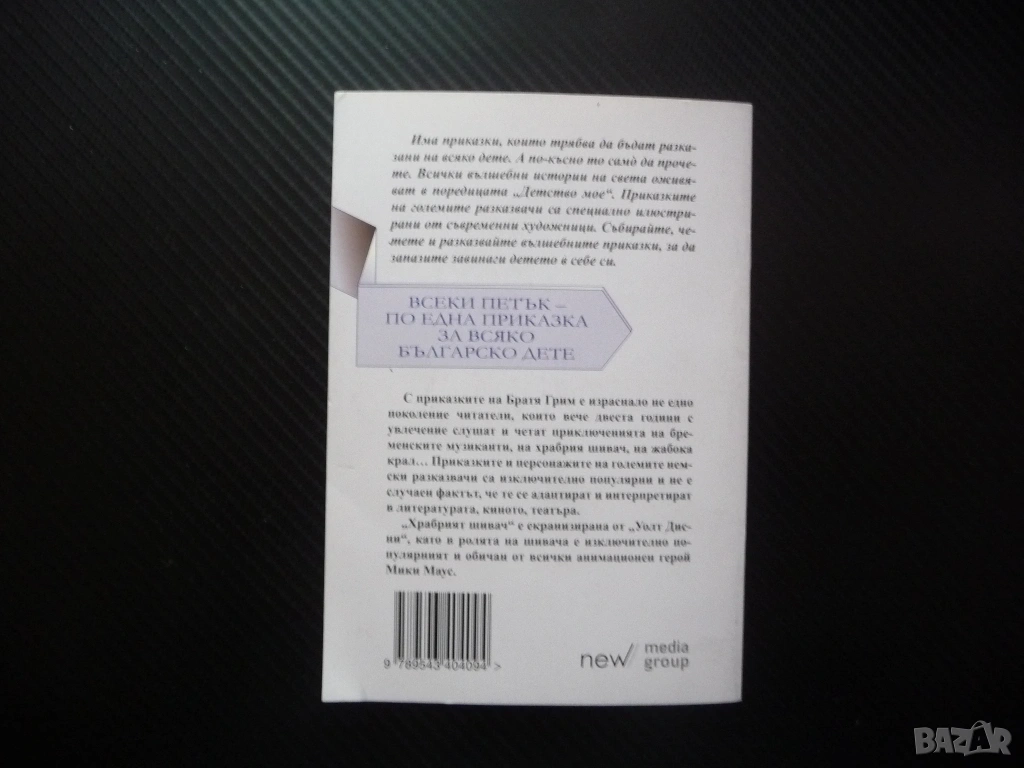 Има приказки, които трябва да бъдат разка-
зани на всяко дете. А по-късно то самò да проче-
те. Всички вълшебни истории на света оживя-
ват в поредицата „Детство мое“. Приказките
на големите разказвачи са специално илюстри-
рани от съвременни художници. Събирайте, че-
тете и разказвайте вълшебните приказки, за да
запазите завинаги детето в себе си.
ВСЕКИ ПЕТЪК –
ПО ЕДНА ПРИКАЗКА
ЗА ВСЯКО
БЪЛГАРСКО ДЕТЕ
С приказките на Братя Грим е израснало не едно
поколение читатели, които вече двеста години с
увлечение слушат и четат приключенията на бре-
менските музиканти, на храбрия шивач, на жабока
крал... Приказките и персонажите на големите нем-
ски разказвачи са изключително популярни и не е
случаен фактът, че те се адаптират и интерпретират
в литературата, киното, театъра.
„Храбрият шивач“ е екранизирана от „Уолт Дис-
ни“, като в ролята на шивача е изключително по-
пулярният и обичан от всички анимационен герой
Мики Маус.
9 789543 404094 >
new// media
group
BAZAR